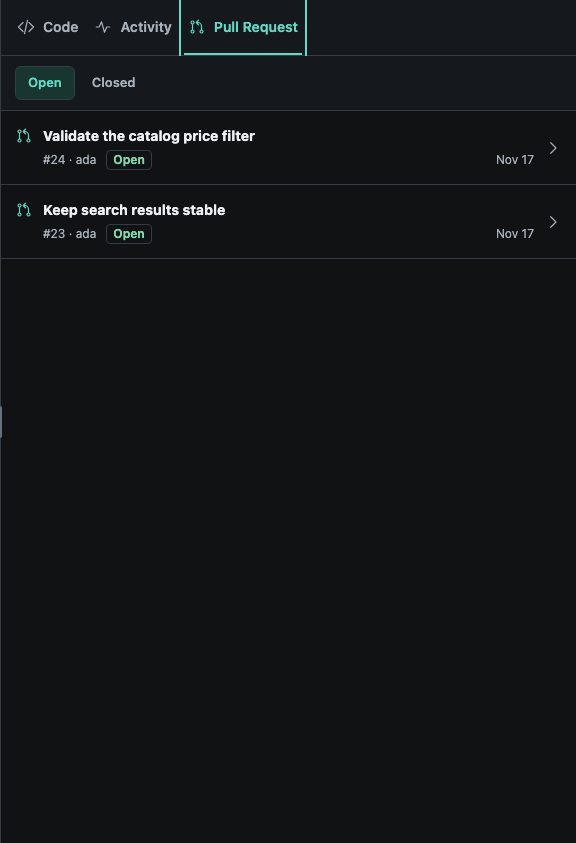 Code Activity Pull Request
Open Closed
Validate the catalog price filter
#24 · ada Open Nov 17
Keep search results stable
#23 · ada Open Nov 17